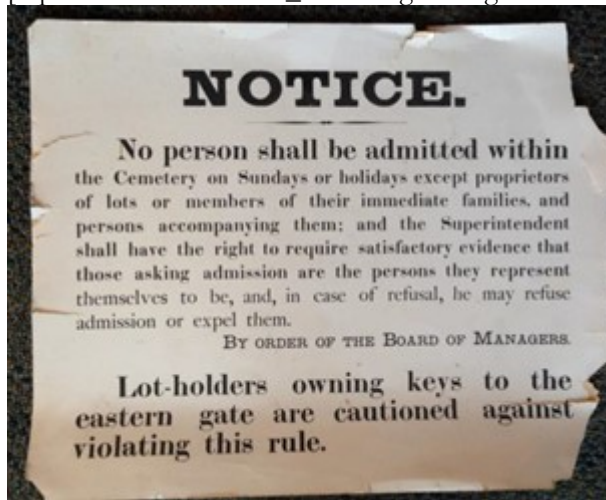 NOTICE.
No person shall be admitted within
the Cemetery on Sundays or holidays except proprietors
of lots or members of their immediate families, and
persons accompanying them; and the Superintendent
shall have the right to require satisfactory evidence that
those asking admission are the persons they represent
themselves to be, and, in case of refusal, he may refuse
admission or expel them.
BY ORDER OF THE BOARD OF MANAGERS.
Lot-holders owning keys to the
eastern gate are cautioned against
violating this rule.